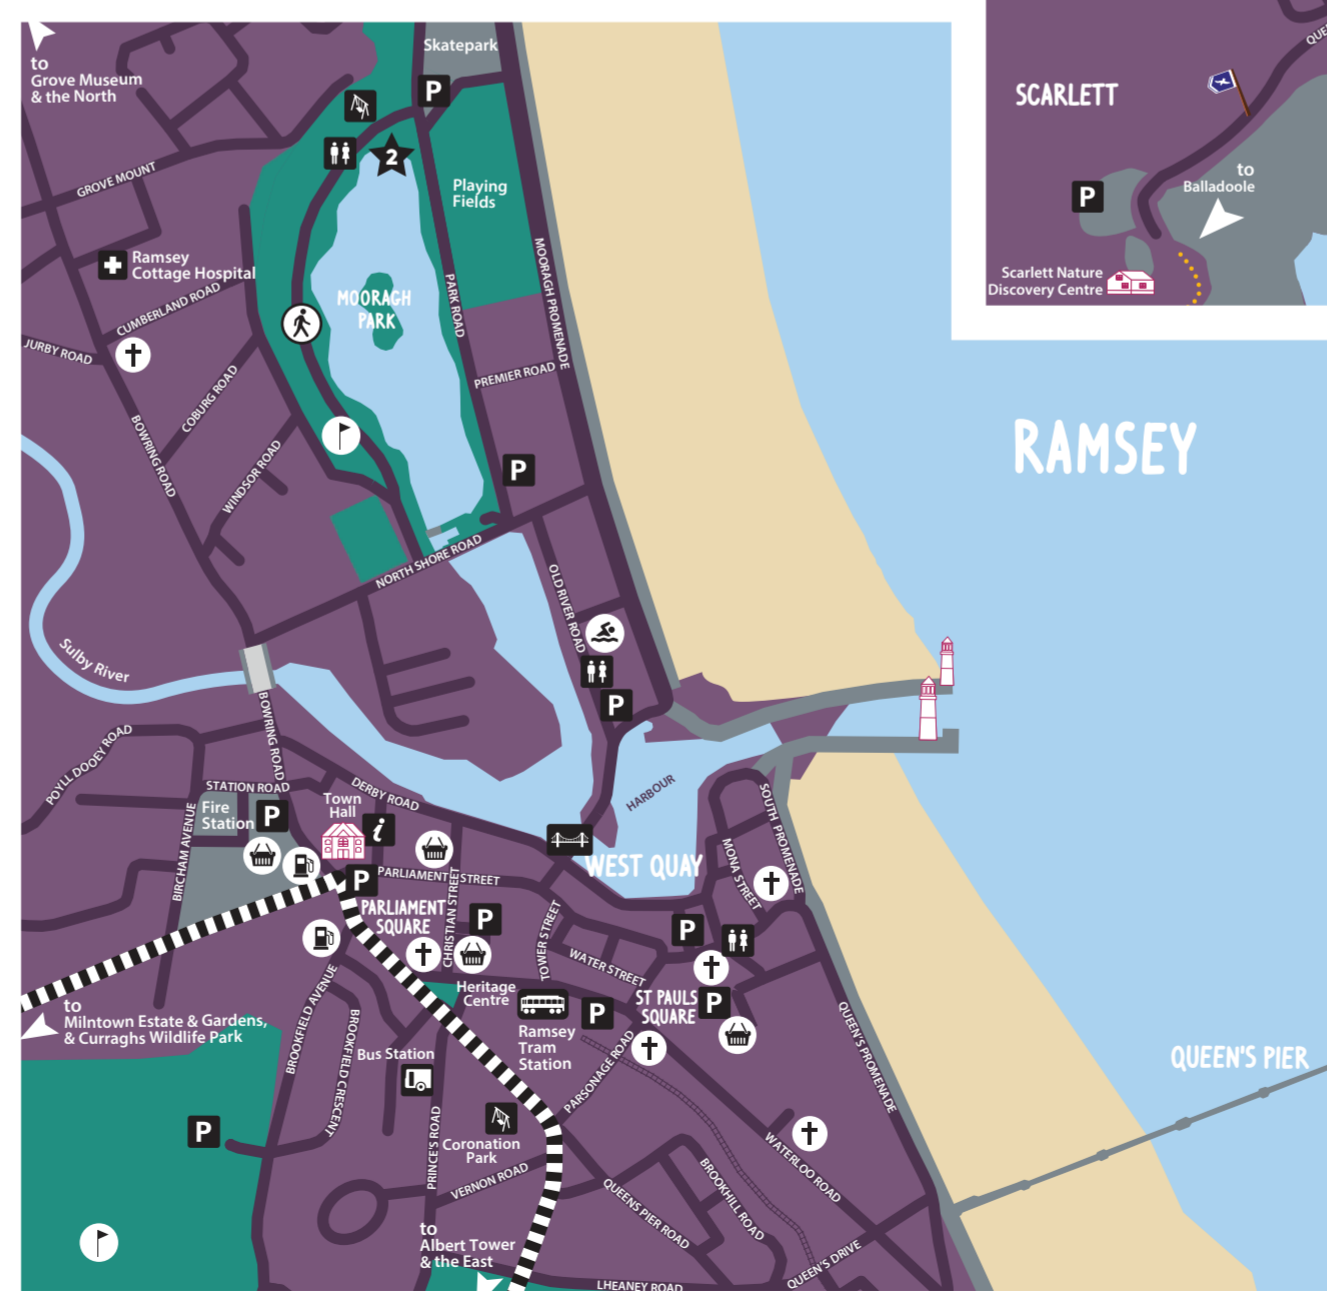 to
Grove Museum
& the North
Skatepark
P
2
GROVE MOUNT
Playing
Fields
Ramsey
Cottage Hospital
MOORAGH PROMENADE
PARK ROAD
MOORAGH
PARK
CUMBERLAND ROAD
JURBY ROAD
COBURG ROAD
PREMIER ROAD
BOWRING ROAD
WINDSOR ROAD
P
NORTH SHORE ROAD
OLD RIVER ROAD
Sulby River
P
BOWRING ROAD
POYLL DOOEY ROAD
HARBOUR
STATION ROAD
DERBY ROAD
Fire
Station
P
Town
Hall
i
BIRCHAM AVENUE
SOUTH PROMENADE
MONA STREET
WEST QUAY
P
PARLIAMENT STREET
PARLIAMENT
SQUARE
CHRISTIAN STREET
P
TOWER STREET
P
WATER STREET
Heritage
Centre
ST PAULS
SQUARE
P
P
Ramsey
Tram
Station
to
Milntown Estate & Gardens,
& Curraghs Wildlife Park
BROOKFIELD AVENUE
BROOKFIELD CRESCENT
Bus Station
PARSONAGE ROAD
QUEEN'S PROMENADE
P
PRINCE'S ROAD
Coronation
Park
VERNON ROAD
WATERLOO ROAD
BROOKHILL ROAD
QUEENS PIER ROAD
QUEEN'S DRIVE
to
Albert Tower
& the East
LHEANEY ROAD
RAMSEY
QUEEN'S PIER
SCARLETT
QUE
P
to
Balladoole
Scarlett Nature
Discovery Centre